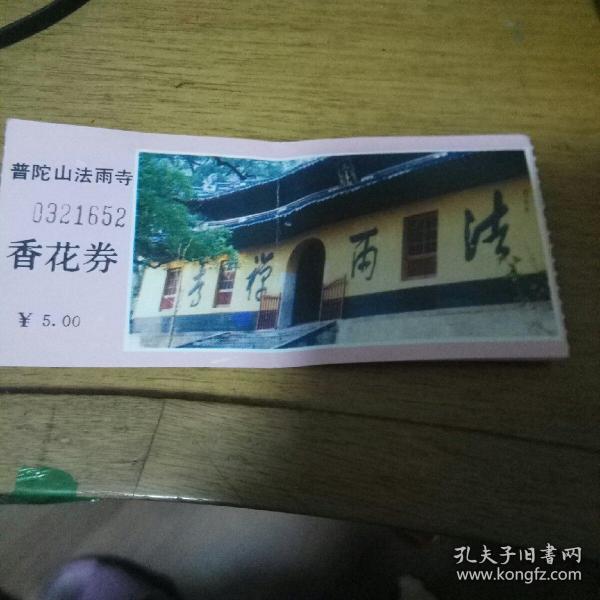 普陀山法雨寺
0321652
香花券
¥ 5.00
法雨禅寺
孔夫子旧书网
www.kongfz.com